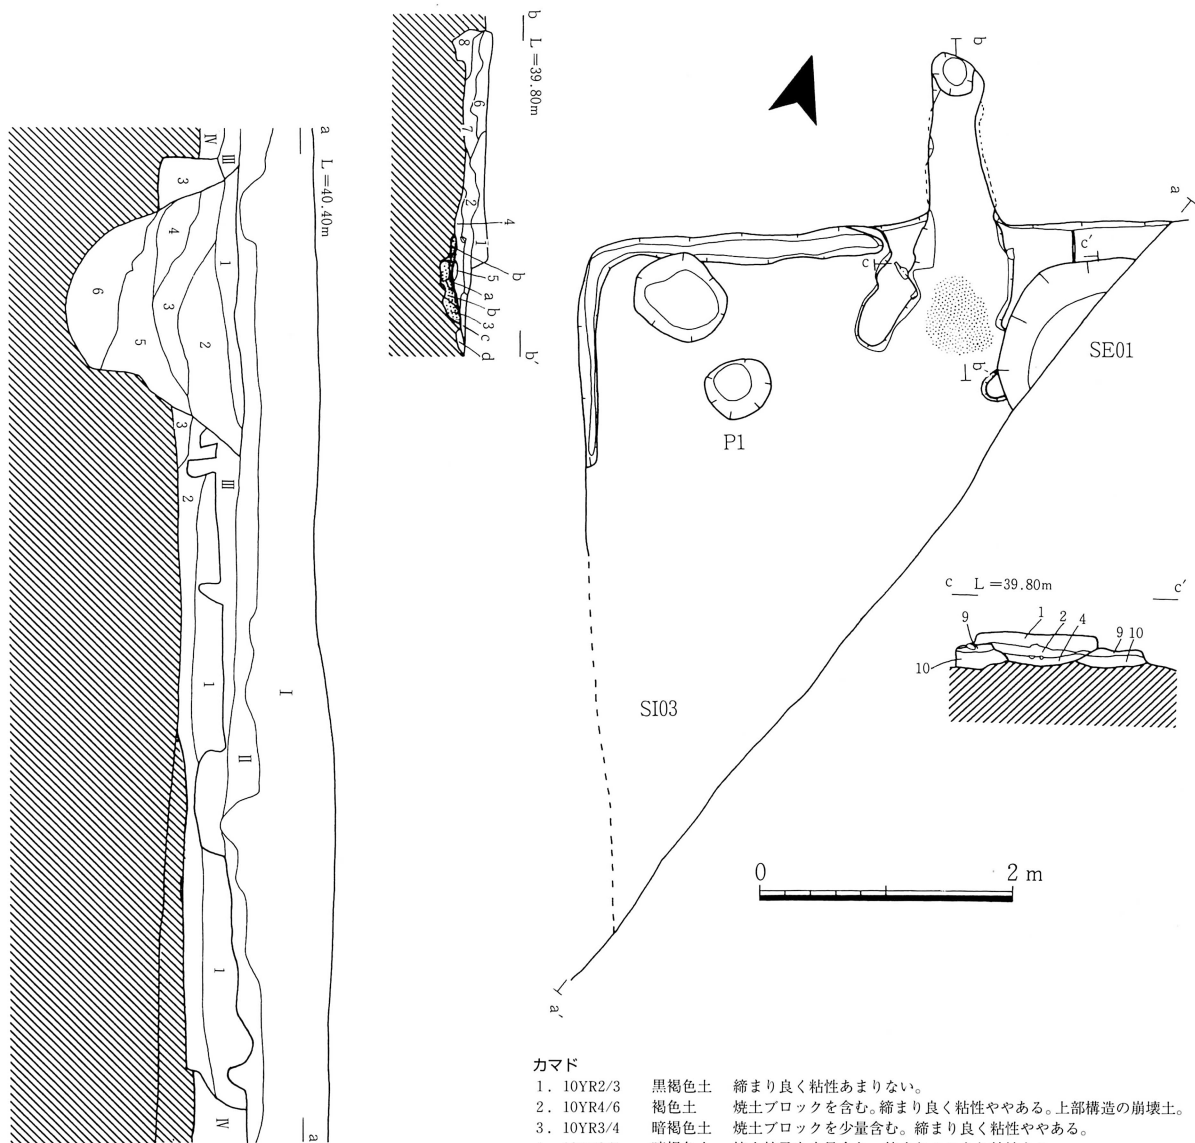 b L=39.80m
8
6
7
2
4
1
b
5
a
b
3
c
d
b'
a L=40.40m
IV
III
3
4
1
6
3
5
2
3
III
2
I
1
II
1
IV
a
b
a
c'
c
SE01
b'
P1
c L=39.80m c'
9 1 2 4 9 10
10
SI03
0 2 m
a'
カマド
1. 10YR2/3 黒褐色土 締まり良く粘性あまりない。
2. 10YR4/6 褐色土 焼土ブロックを含む。締まり良く粘性ややある。上部構造の崩壊土。
3. 10YR3/4 暗褐色土 焼土ブロックを少量含む。締まり良く粘性ややある。